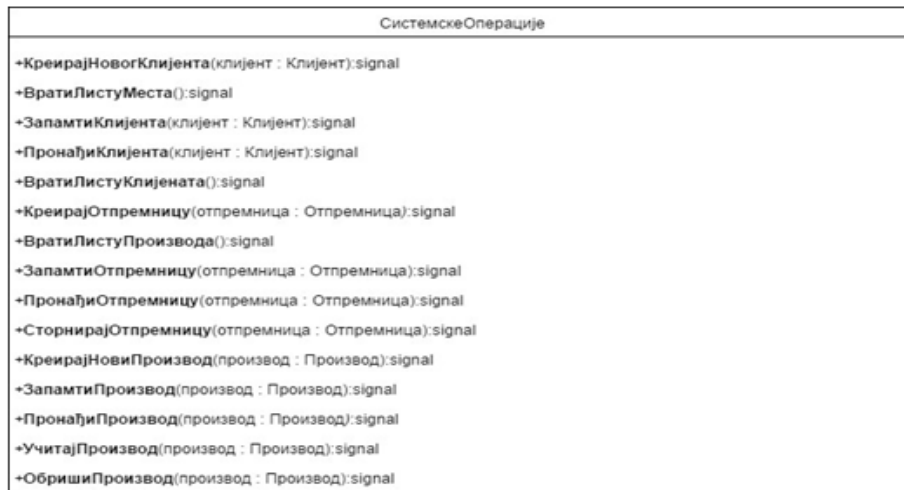 СистемскеОперације
+КреирајНовогКлијента(клијент : Клијент):signal
+ВратиЛистуМеста():signal
+ЗапамтиКлијента(клијент : Клијент):signal
+ПронађиКлијента(клијент : Клијент):signal
+ВратиЛистуКлијената():signal
+КреирајОтпремницу(отпремница : Отпремница):signal
+ВратиЛистуПроизвода():signal
+ЗапамтиОтпремницу(отпремница : Отпремница):signal
+ПронађиОтпремницу(отпремница : Отпремница):signal
+СторнирајОтпремницу(отпремница : Отпремница):signal
+КреирајНовиПроизвод(производ : Производ):signal
+ЗапамтиПроизвод(производ : Производ):signal
+ПронађиПроизвод(производ : Производ):signal
+УчитајПроизвод(производ : Производ):signal
+ОбришиПроизвод(производ : Производ):signal